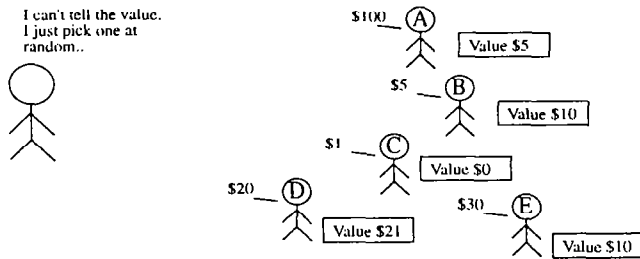 I can't tell the value.
I just pick one at
random..
$100 A
Value $5
$5 B
Value $10
$1 C
Value $0
$20 D
Value $21
$30 E
Value $10